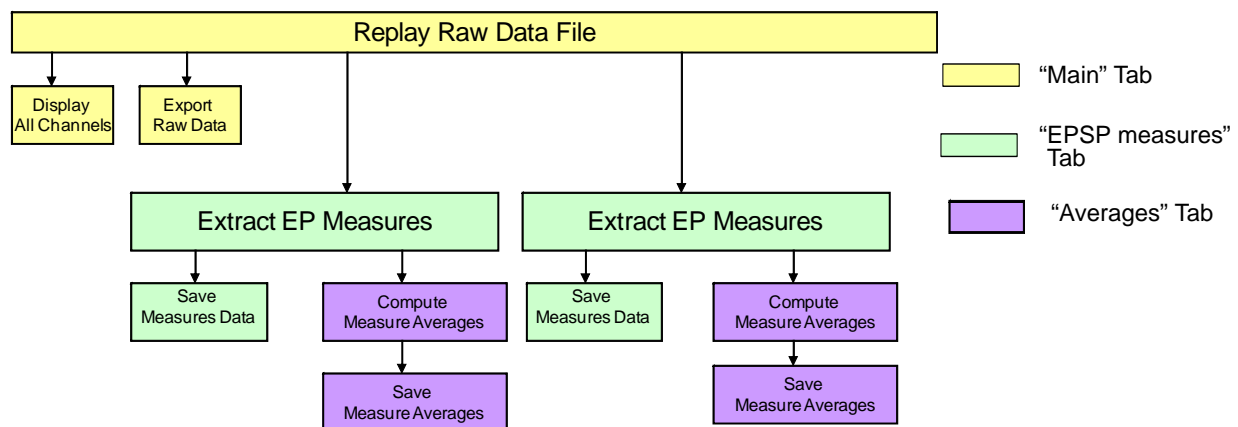 Replay Raw Data File
Display
All Channels
Export
Raw Data
"Main" Tab
"EPSP measures"
Tab
"Averages" Tab
Extract EP Measures
Extract EP Measures
Save
Measures Data
Compute
Measure Averages
Save
Measures Data
Compute
Measure Averages
Save
Measure Averages
Save
Measure Averages